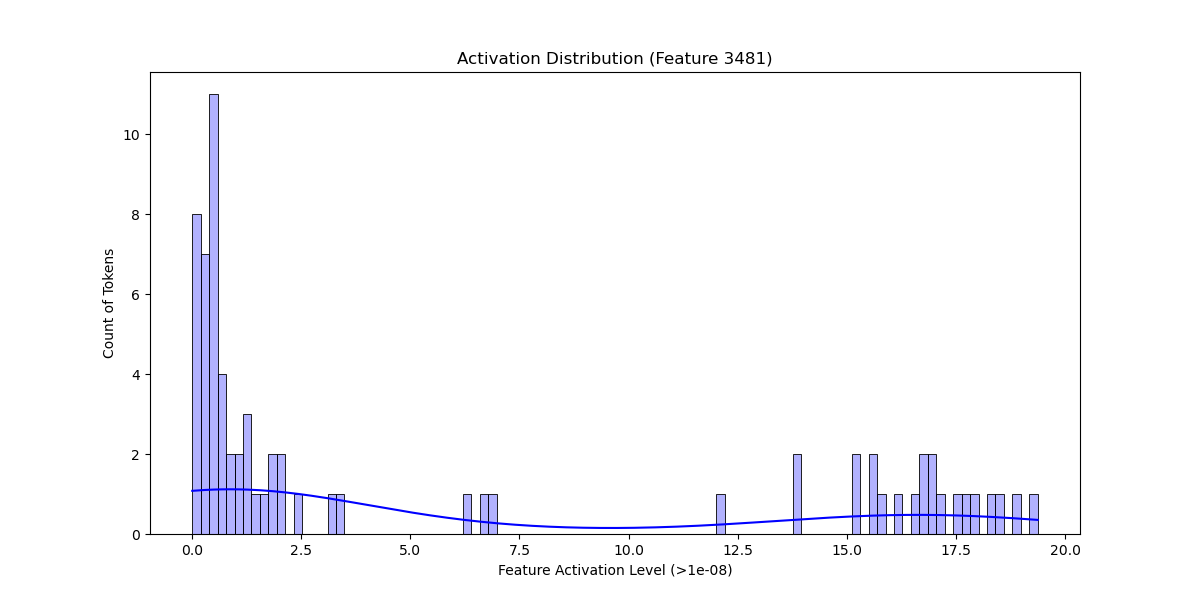 Activation Distribution (Feature 3481)
Count of Tokens
10
8
6
4
2
0
0.0 2.5 5.0 7.5 10.0 12.5 15.0 17.5 20.0
Feature Activation Level (>1e-08)